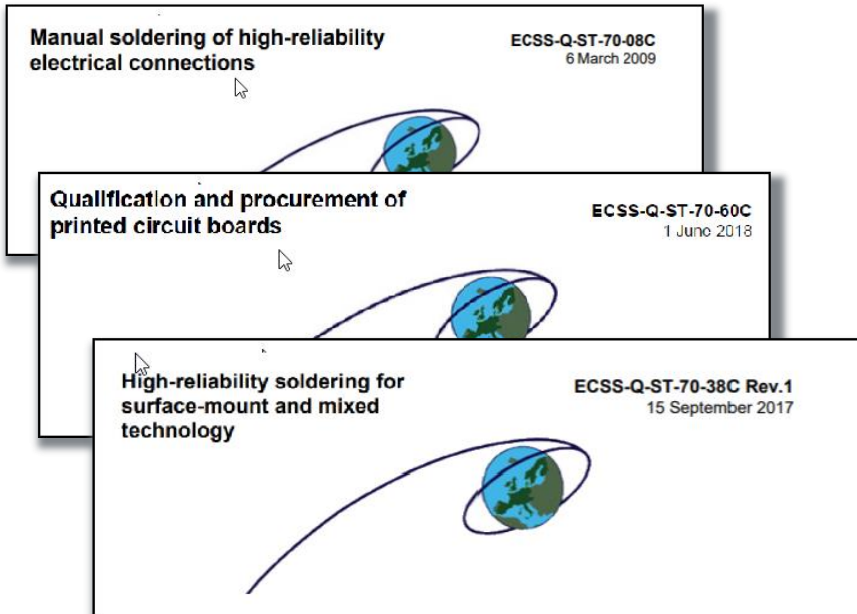 Manual soldering of high-reliability
electrical connections
ECSS-Q-ST-70-08C
6 March 2009
Qualification and procurement of
printed circuit boards
ECSS-Q-ST-70-60C
1 June 2018
High-reliability soldering for
surface-mount and mixed
technology
ECSS-Q-ST-70-38C Rev.1
15 September 2017